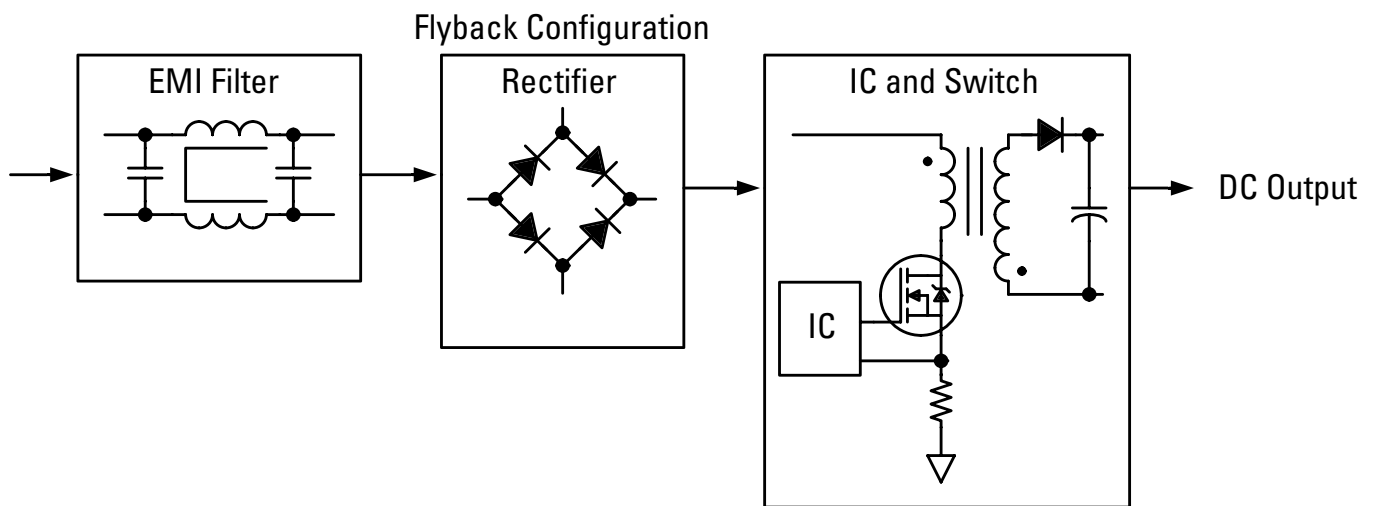 Flyback Configuration
EMI Filter
Rectifier
IC and Switch
DC Output
IC